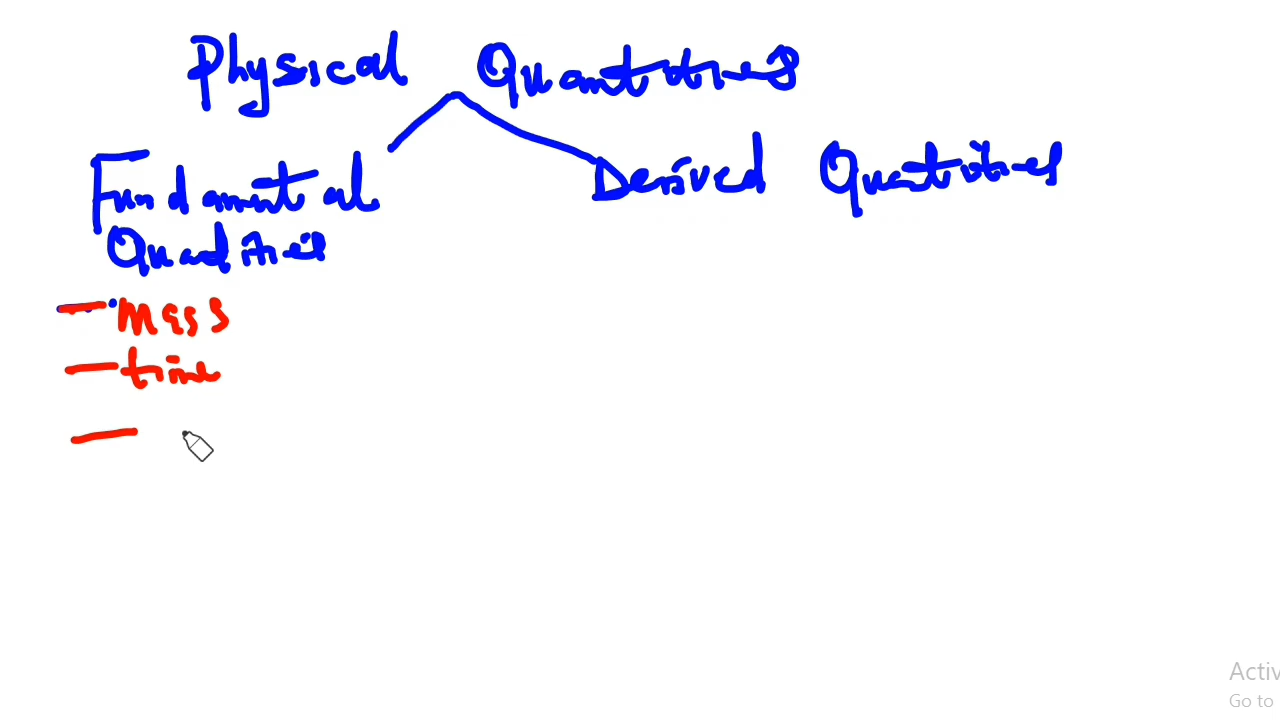 Physical Quantities
Fundamental Derived Quantities
Quantities
— Mass
— time
—
Activ
Go to